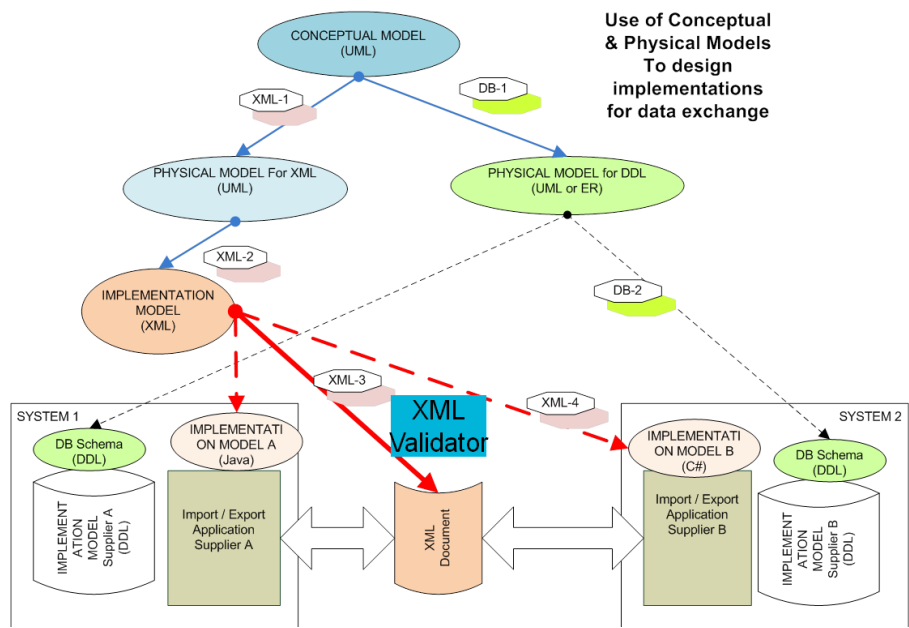 Use of Conceptual
& Physical Models
To design
implementations
for data exchange
CONCEPTUAL MODEL
(UML)
XML-1
DB-1
PHYSICAL MODEL For XML
(UML)
PHYSICAL MODEL for DDL
(UML or ER)
XML-2
DB-2
IMPLEMENTATION
MODEL
(XML)
XML-3
XML-4
XML
Validator
SYSTEM 1
DB Schema
(DDL)
IMPLEMENTATI
ON MODEL A
(Java)
IMPLEMENT
ATION
MODEL
Supplier A
(DDL)
Import / Export
Application
Supplier A
XML
Document
SYSTEM 2
IMPLEMENTATI
ON MODEL B
(C#)
DB Schema
(DDL)
Import / Export
Application
Supplier B
IMPLEMENT
ATION
MODEL
Supplier B
(DDL)